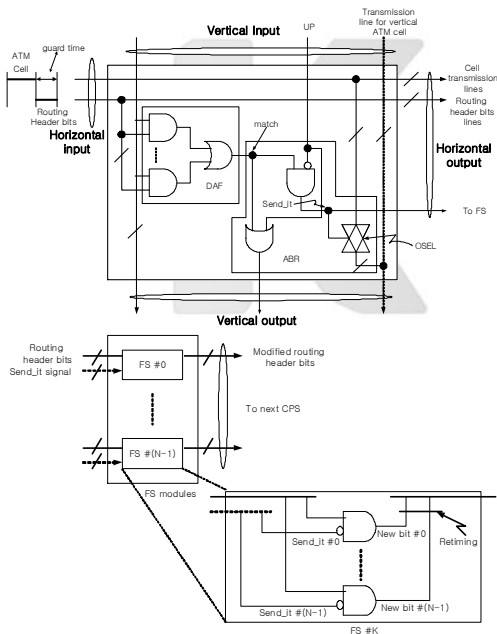 Vertical input
UP
Transmission
line for vertical
ATM cell
guard time
ATM
Cell
Routing
Header bits
Horizontal
input
Cell
transmission
lines
Routing
header bits
lines
Horizontal
output
match
DAF
Send_it
To FS
OSEL
ABR
Vertical output
Routing
header bits
Send_it signal
FS #0
Modified routing
header bits
To next CPS
FS #(N-1)
FS modules
Send_it #0
New bit #0
Retiming
Send_it #(N-1)
New bit #(N-1)
FS #K